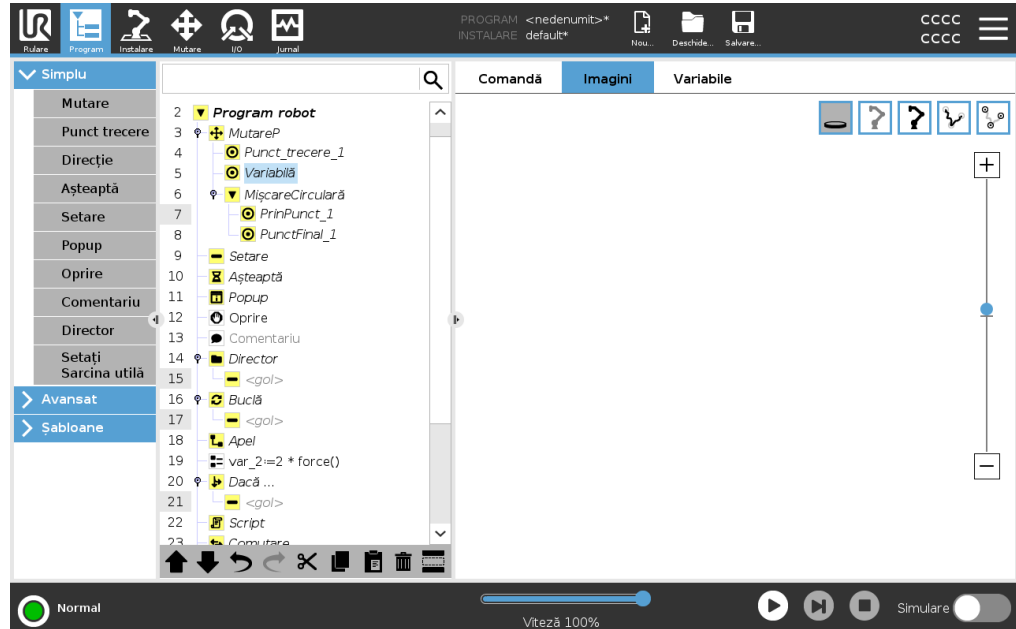 PROGRAM <nedenumit>*
INSTALARE default*
CCCC
CCCC
Rulare
Program
Instalare
Mutare
I/O
Jurnal
Nou...
Deschide...
Salvare...
Simplu
Mutare
Punct trecere
Direcție
Așteaptă
Setare
Popup
Oprire
Comentariu
Director
Setați
Sarcina utilă
Avansat
Șabloane
2 Program robot
3 MutareP
4 Punct_trecere_1
5 Variabilă
6 MișcareCirculară
7 PrinPunct_1
8 PunctFinal_1
9 Setare
10 Așteaptă
11 Popup
12 Oprire
13 Comentariu
14 Director
15 <gol>
16 Buclă
17 <gol>
18 Apel
19 var_2≔2 * force()
20 Dacă ...
21 <gol>
22 Script
23 Comutare
Comandă
Imagini
Variabile
Normal
Viteză 100%
Simulare